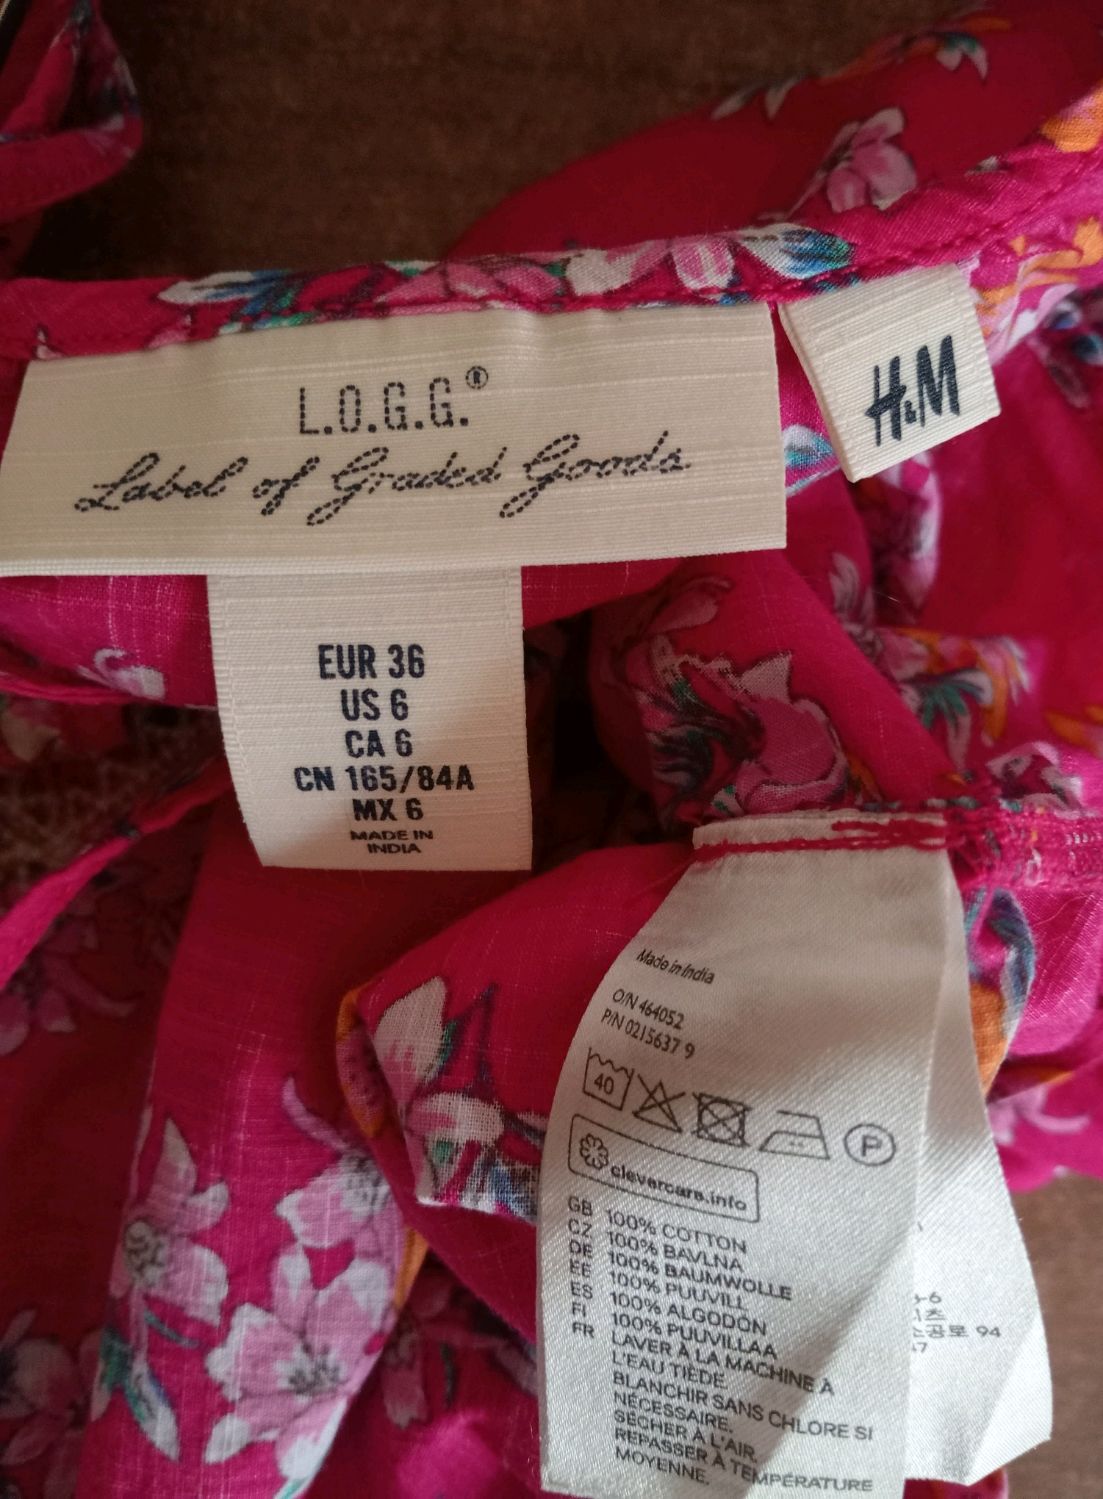 L.O.G.G.®
Label of Graded Goods
H&M
EUR 36
US 6
CA 6
CN 165/84A
MX 6
MADE IN
INDIA
Made in India
O/N 464052
P/N 0215637 9
40
P
clevercare.info
GB 100% COTTON
CZ 100% BAVLNA
DE 100% BAUMWOLLE
EE 100% PUUVILL
ES 100% ALGODÓN
FI 100% PUUVILLAA
FR LAVER À LA MACHINE À
L'EAU TIÈDE.
BLANCHIR SANS CHLORE SI
NÉCESSAIRE.
SÉCHER À L'AIR.
REPASSER À TEMPÉRATURE
MOYENNE.
94